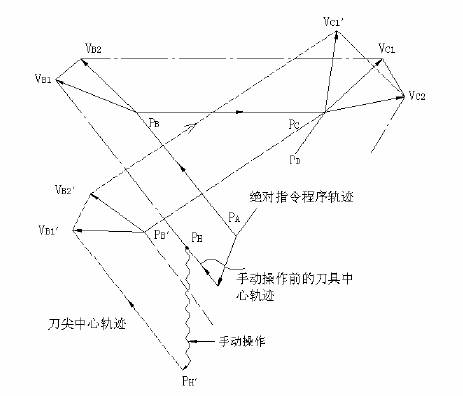 VC1'
VB2
VC1
VB1
VC2
PB
PC
PD
VB2'
绝对指令程序轨迹
PA
VB1'
PB'
PH
手动操作前的刀具中
心轨迹
刀尖中心轨迹
手动操作
PH'